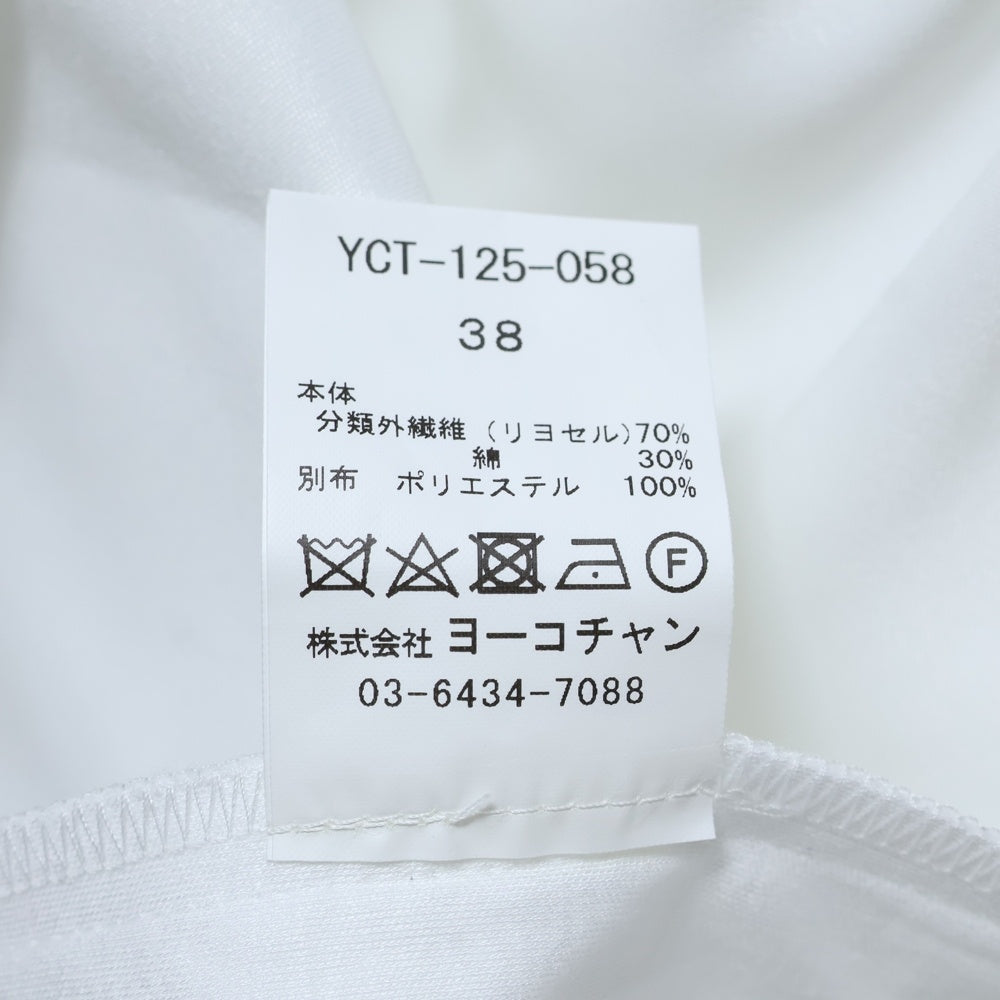 YCT-125-058
38
本体
分類外繊維 (リヨセル)70%
綿 30%
別布 ポリエステル 100%
F
株式会社 ヨーコチャン
03-6434-7088